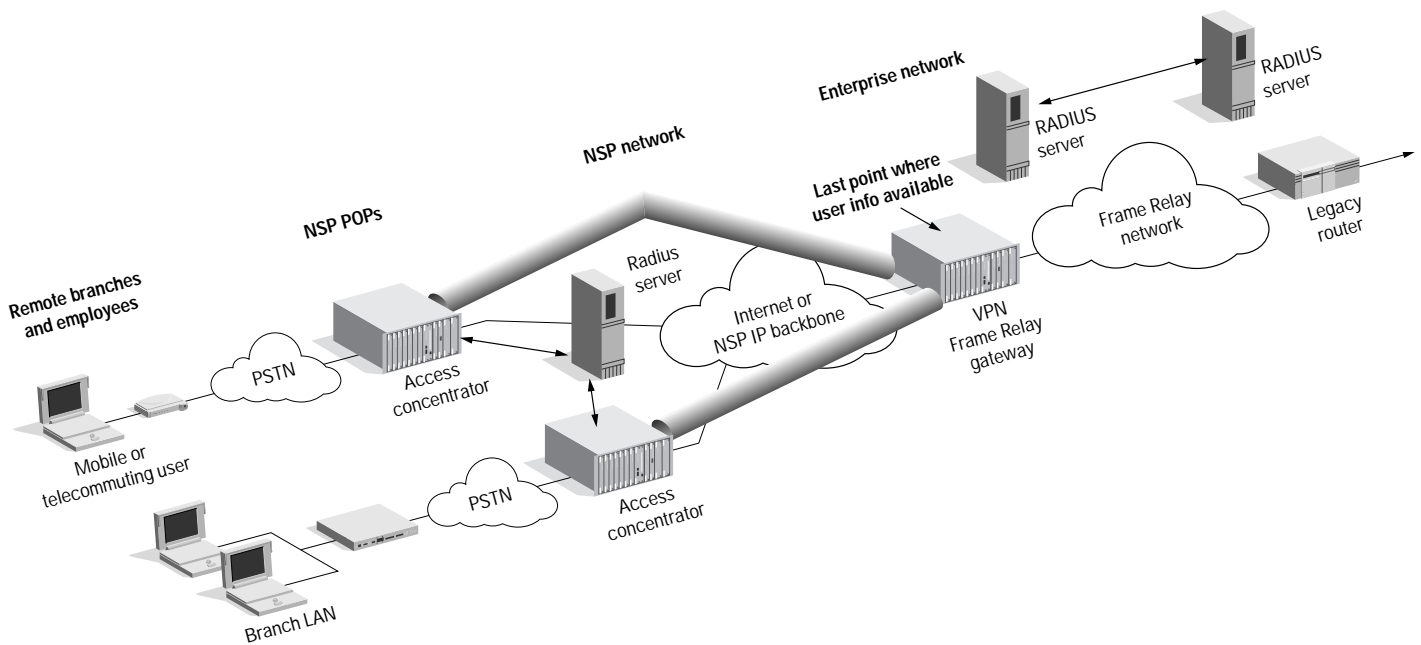 Enterprise network
RADIUS
server
RADIUS
server
NSP network
Last point where
user info available
NSP POPs
Frame Relay
network
Legacy
router
Radius
server
Remote branches
and employees
Internet or
NSP IP backbone
VPN
Frame Relay
gateway
PSTN
Access
concentrator
Mobile or
telecommuting user
PSTN
Access
concentrator
Branch LAN